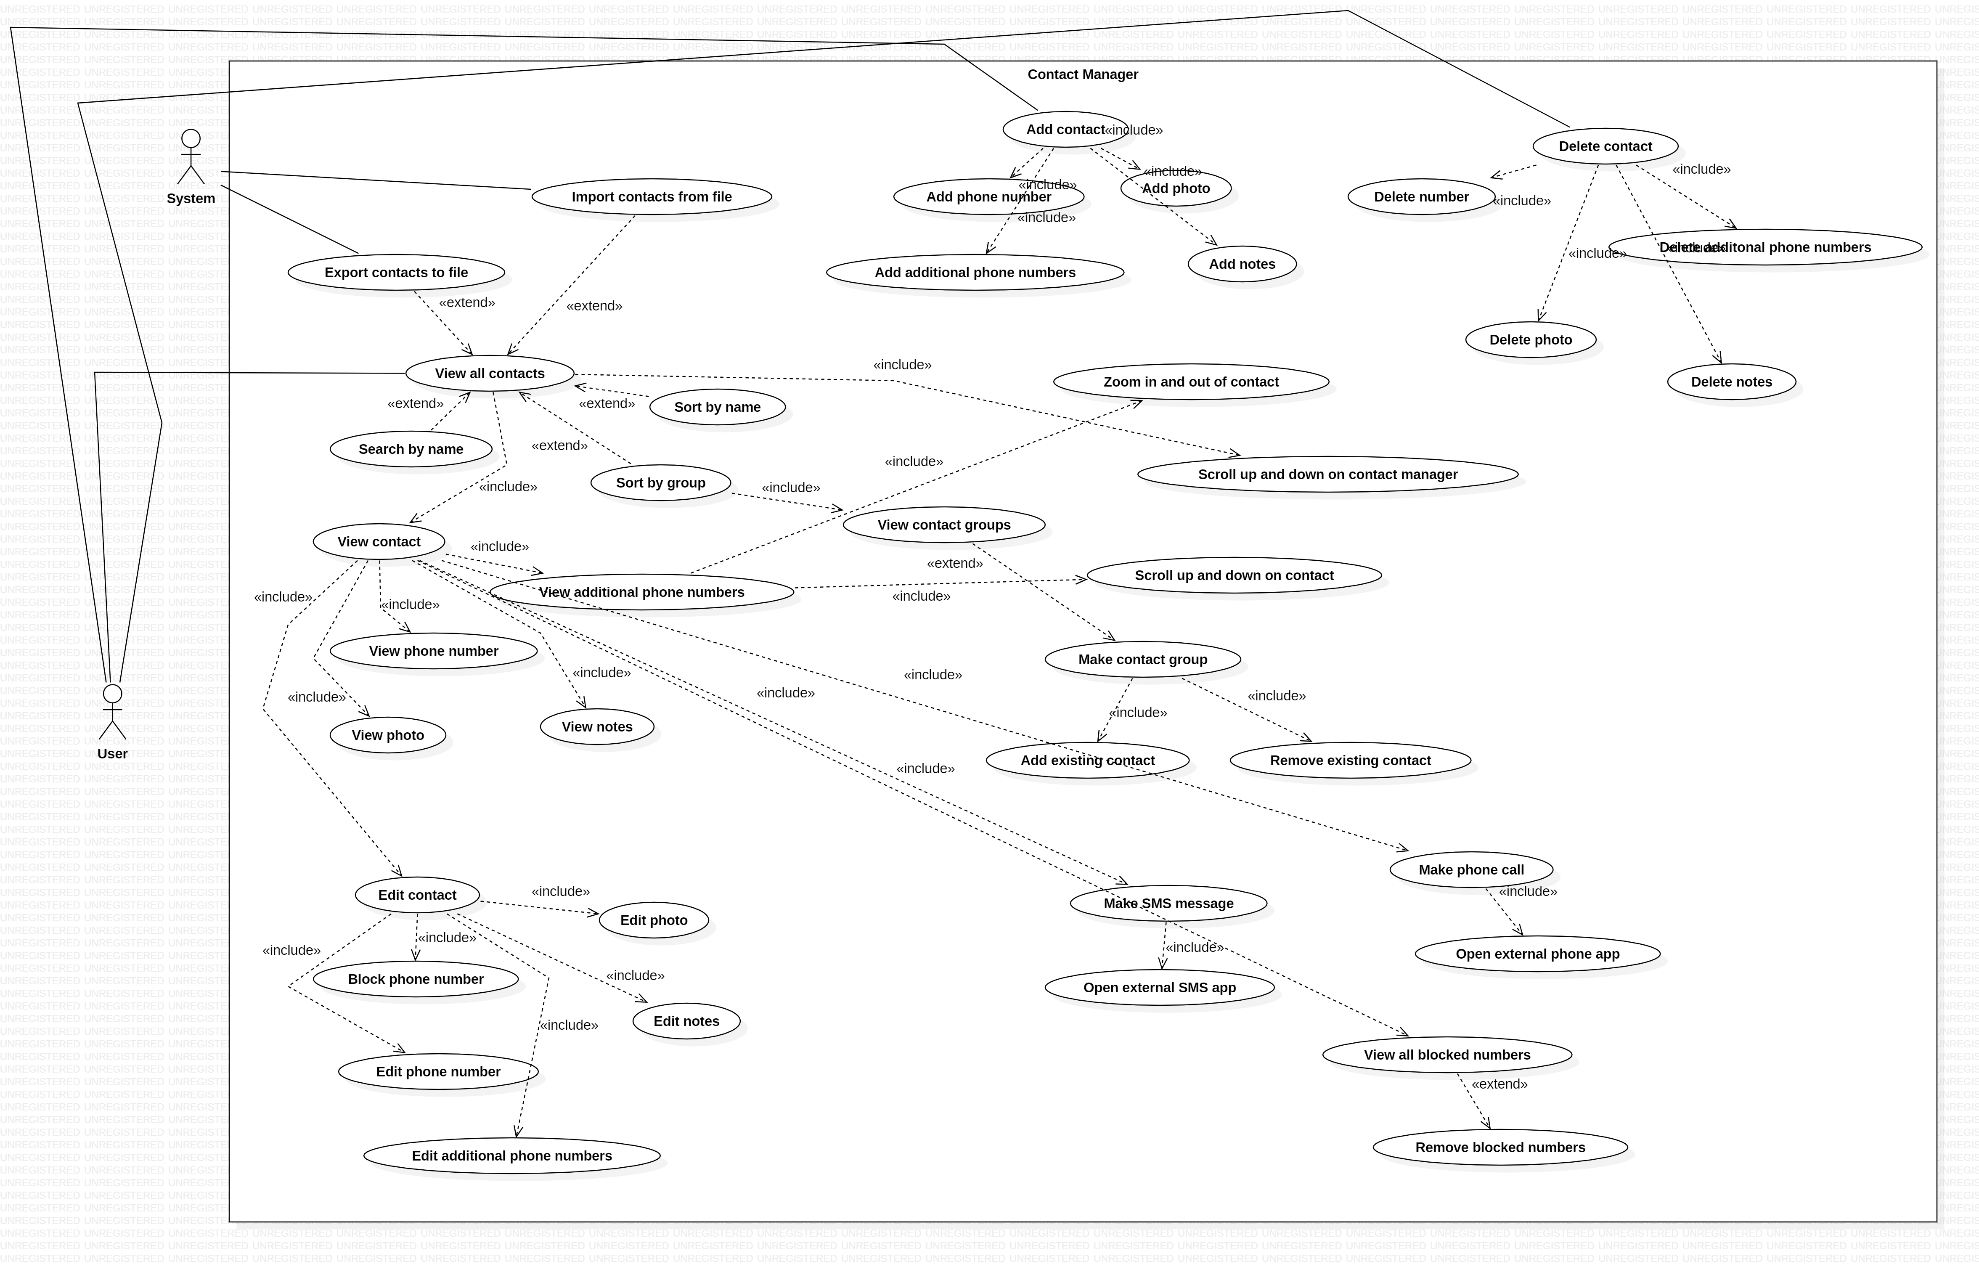 Contact Manager
Add contact
«include»
Delete contact
System
Import contacts from file
Add phone number
«include»
«include»
Add photo
«include»
Delete number
«include»
«include»
«include»
Export contacts to file
Add additional phone numbers
Add notes
«include»
«include»
Delete additonal phone numbers
«extend»
«extend»
Delete photo
View all contacts
«include»
Zoom in and out of contact
Delete notes
«extend»
«extend»
Sort by name
Search by name
«extend»
«include»
Scroll up and down on contact manager
«include»
Sort by group
«include»
View contact groups
View contact
«include»
«extend»
Scroll up and down on contact
View additional phone numbers
«include»
«include»
«include»
View phone number
Make contact group
«include»
«include»
«include»
«include»
«include»
«include»
View photo
View notes
User
Add existing contact
Remove existing contact
«include»
Make phone call
Edit contact
«include»
Edit photo
Make SMS message
«include»
«include»
«include»
«include»
Open external phone app
Block phone number
«include»
Open external SMS app
Edit notes
«include»
View all blocked numbers
Edit phone number
«extend»
Edit additional phone numbers
Remove blocked numbers
UNREGISTERED